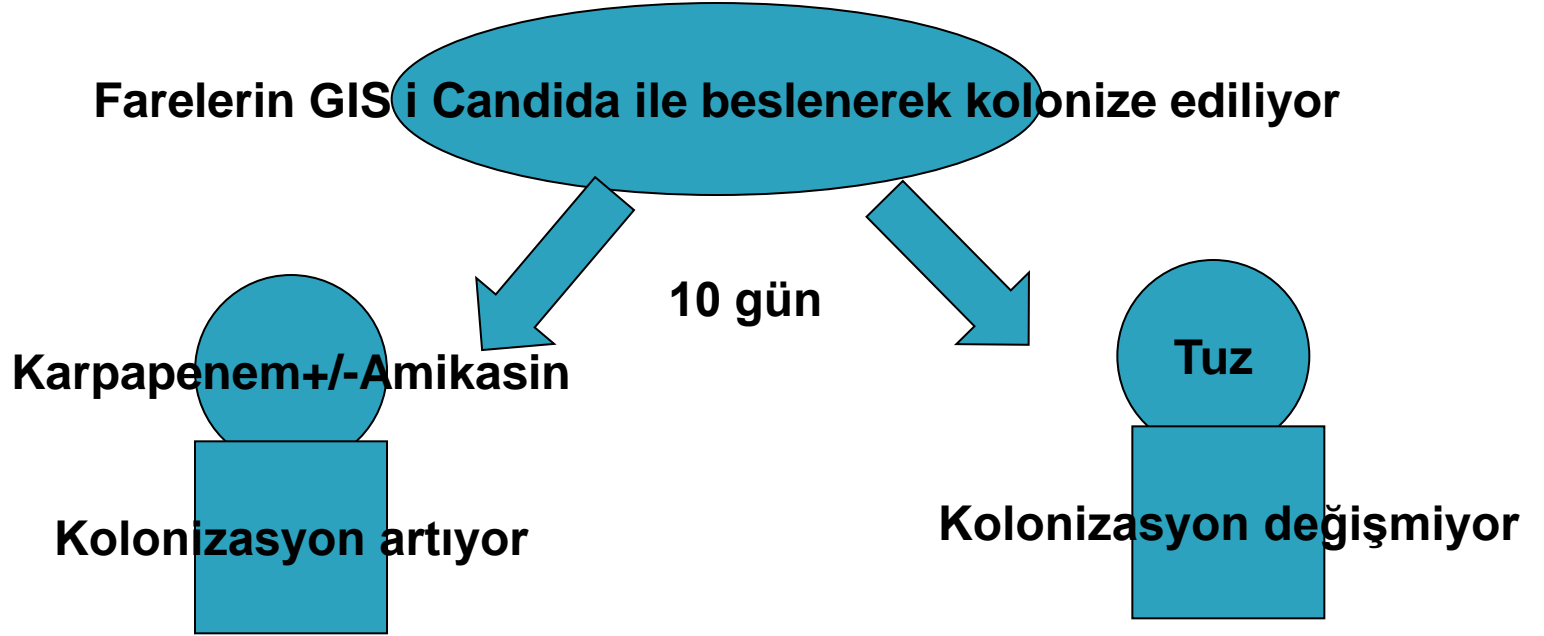 Farelerin GIS i Candida ile beslenerek kolonize ediliyor
10 gün
Karpapenem+/-Amikasin
Tuz
Kolonizasyon artıyor
Kolonizasyon değişmiyor